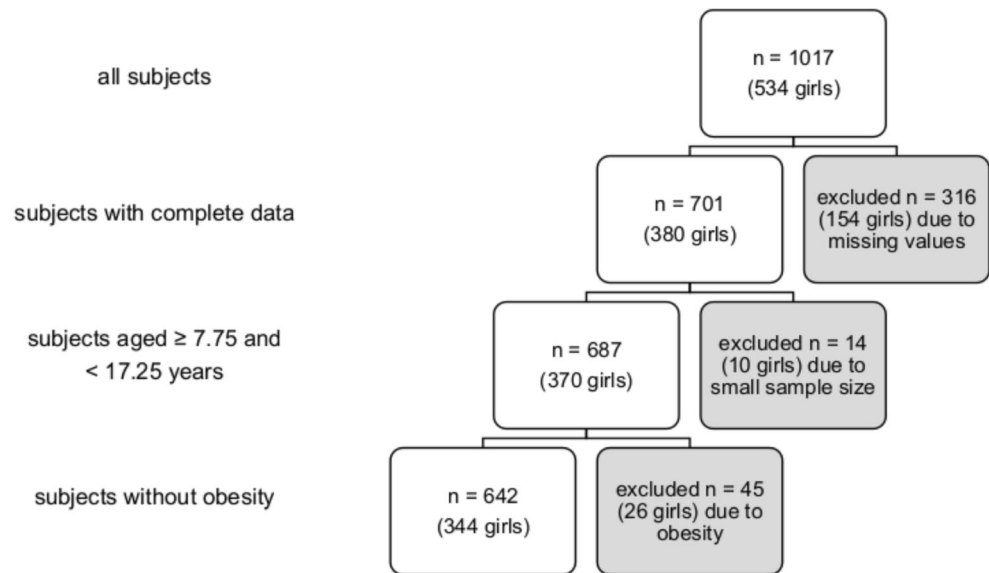 all subjects
n = 1017
(534 girls)
subjects with complete data
n = 701
(380 girls)
excluded n = 316
(154 girls) due to
missing values
subjects aged ≥ 7.75 and
< 17.25 years
n = 687
(370 girls)
excluded n = 14
(10 girls) due to
small sample size
subjects without obesity
n = 642
(344 girls)
excluded n = 45
(26 girls) due to
obesity